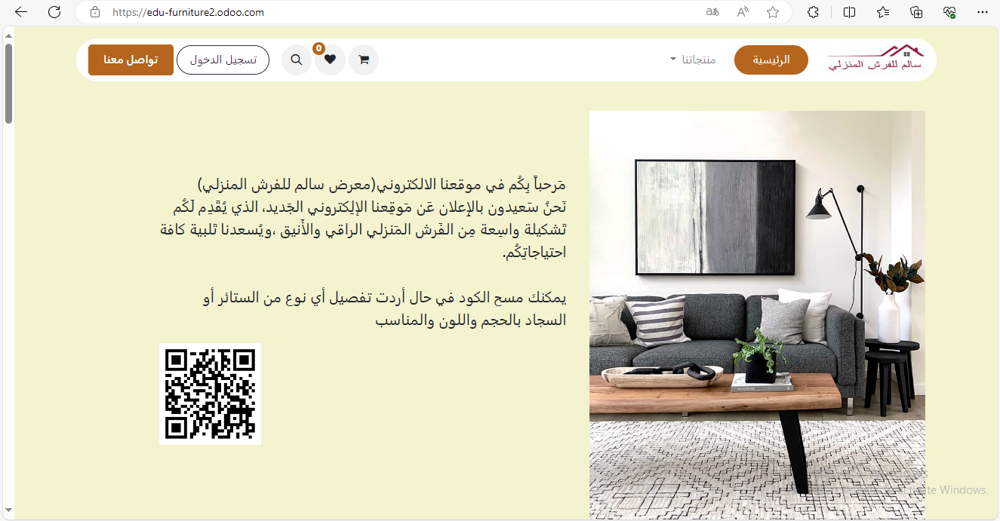 https://edu-furniture2.odoo.com
سالم للفرش المنزلي
الرئيسية
منتجاتنا
0
تسجيل الدخول
تواصل معنا
مَرحباً بِكُم في موقعنا الالكتروني(معرض سالم للفرش المنزلي)
نَحنُ سَعيدون بالإعلان عَن مَوقِعنا الإلِكتروني الجَديد، الذي يُقَدِم لَكُم
تَشكيلة واسِعة مِن الفَرش المَنزلي الراقي والأَنيق ،ويُسعدنا تَلبية كافة
احتياجاتِكُم.
يمكنك مسح الكود في حال أردت تفصيل أي نوع من الستائر أو
السجاد بالحجم واللون والمناسب
Windows.